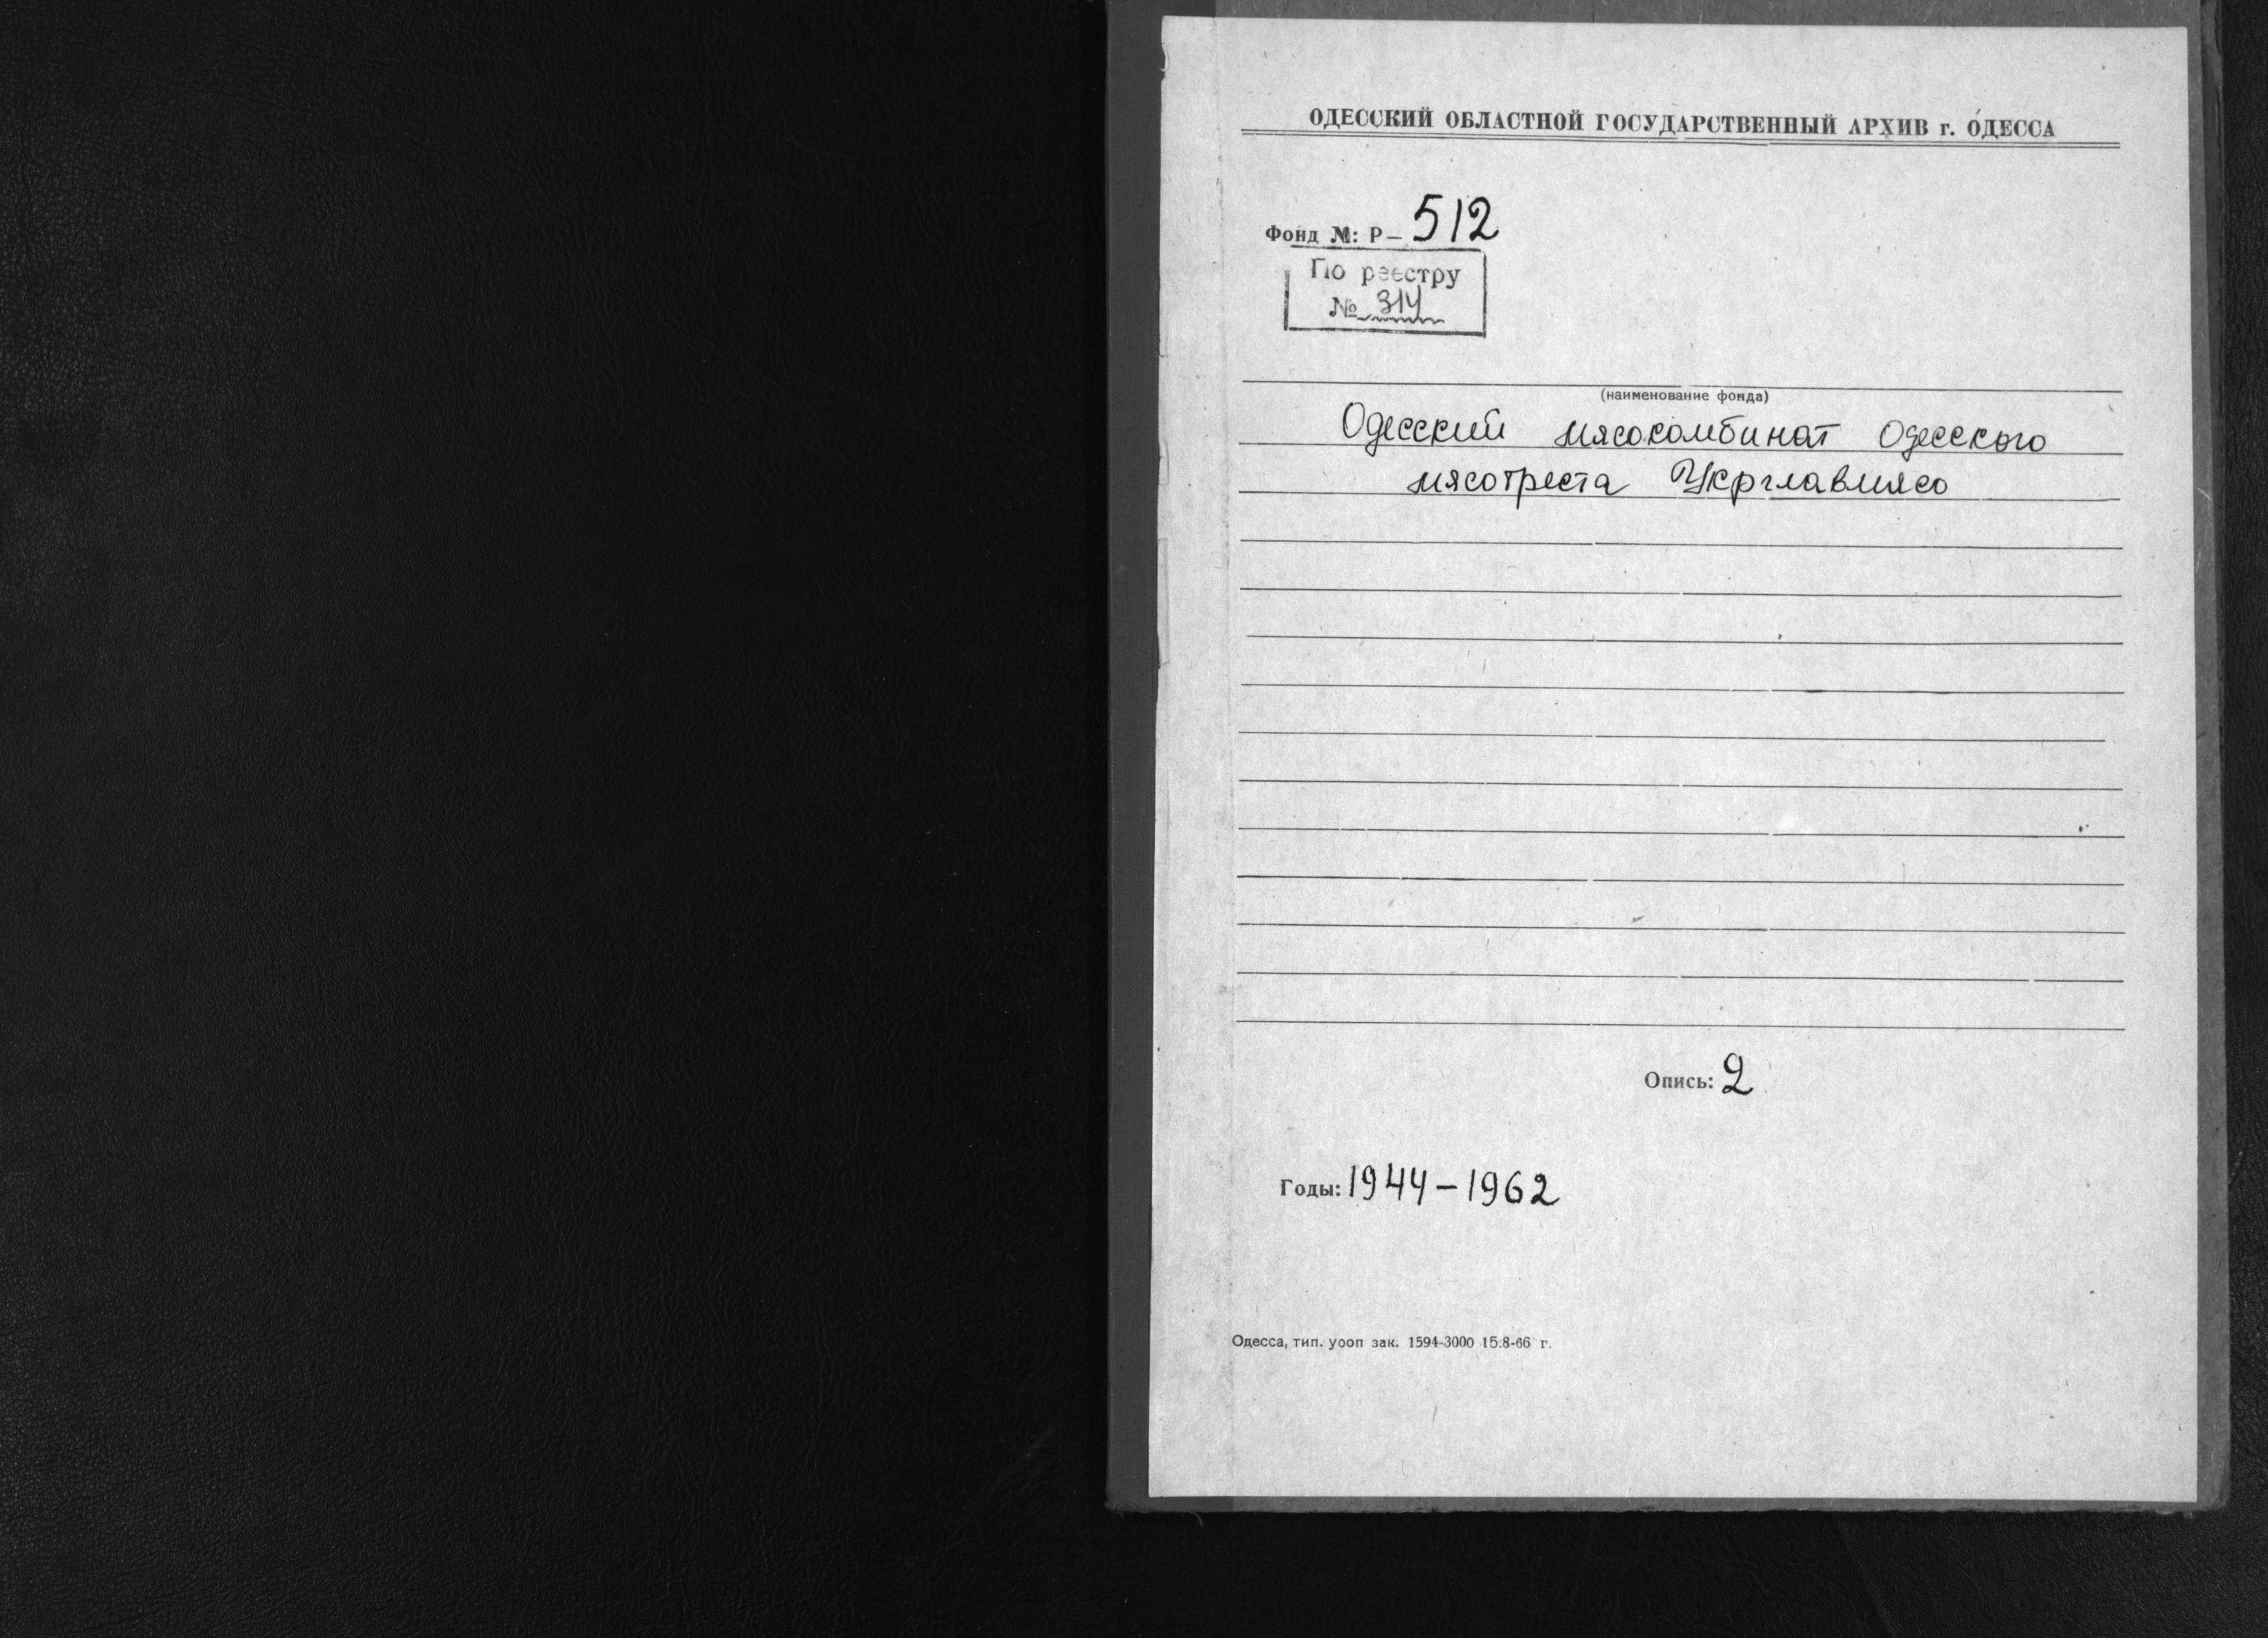 ОДЕССКИЙ ОБЛАСТНОЙ ГОСУДАРСТВЕННЫЙ АРХИВ г. ОДЕССА
Фонд №: Р— 512
По реестру
№ 314
(наименование фонда)
Одесский мясокомбинат Одесского
мясотреста Укрглавмясо
Опись: 2
Годы: 1944—1962
Одесса, тип. уооп зак. 1594-3000 15.8-66 г.